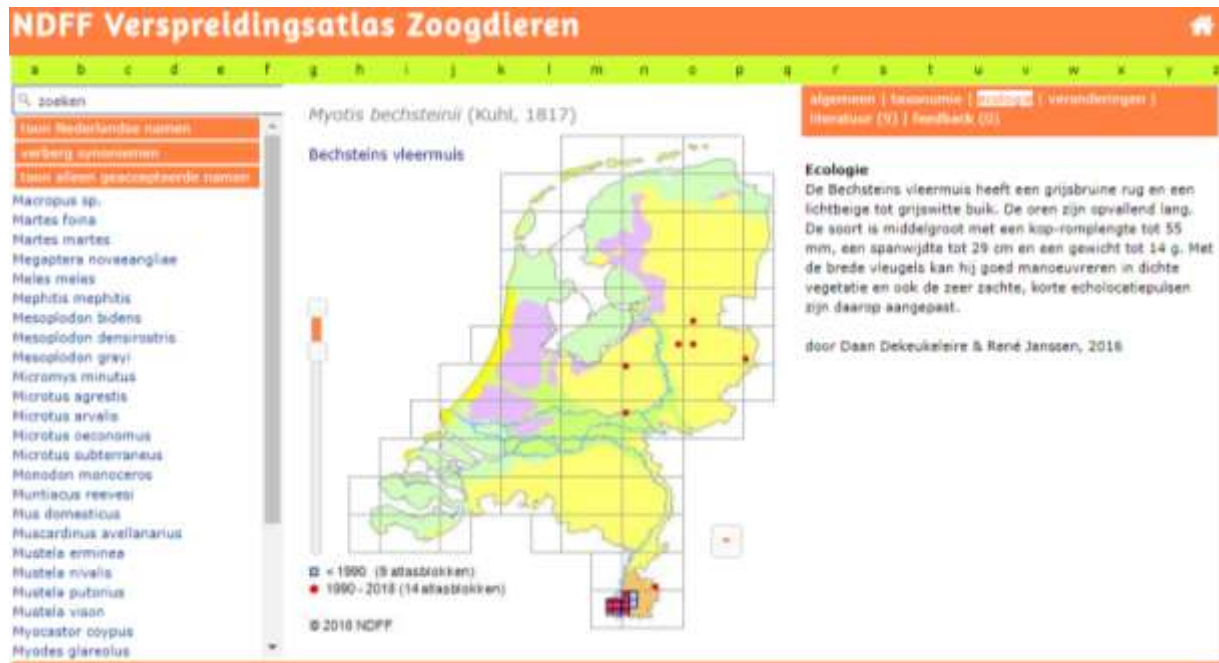 NDFF Verspreidingsatlas Zoogdieren
a b c d e f g h i j k l m n o p q r s t u v w x y z
zoeken
toon Nederlandse namen
verberg synoniemen
toon alleen geaccepteerde namen
Macropus sp.
Martes foina
Martes martes
Megaptera novaeangliae
Meles meles
Mephitis mephitis
Mesoplodon bidens
Mesoplodon densirostris
Mesoplodon grayi
Micromys minutus
Microtus agrestis
Microtus arvalis
Microtus oeconomus
Microtus subterraneus
Monodon monoceros
Muntiacus reevesi
Mus domesticus
Muscardinus avellanarius
Mustela erminea
Mustela nivalis
Mustela putorius
Mustela vison
Myocastor coypus
Myodes glareolus
Myotis bechsteinii (Kuhl, 1817)
Bechsteins vleermuis
< 1990 (9 atlasblokken)
1990 - 2018 (14 atlasblokken)
© 2018 NDFF
algemeen | taxonomie | ecologie | veranderingen |
literatuur (9) | feedback (0)
Ecologie
De Bechsteins vleermuis heeft een grijsbruine rug en een
lichtbeige tot grijswitte buik. De oren zijn opvallend lang.
De soort is middelgroot met een kop-romplengte tot 55
mm, een spanwijdte tot 29 cm en een gewicht tot 14 g. Met
de brede vleugels kan hij goed manoeuvreren in dichte
vegetatie en ook de zeer zachte, korte echolocatiepulsen
zijn daarop aangepast.
door Daan Dekeukeleire & René Janssen, 2016